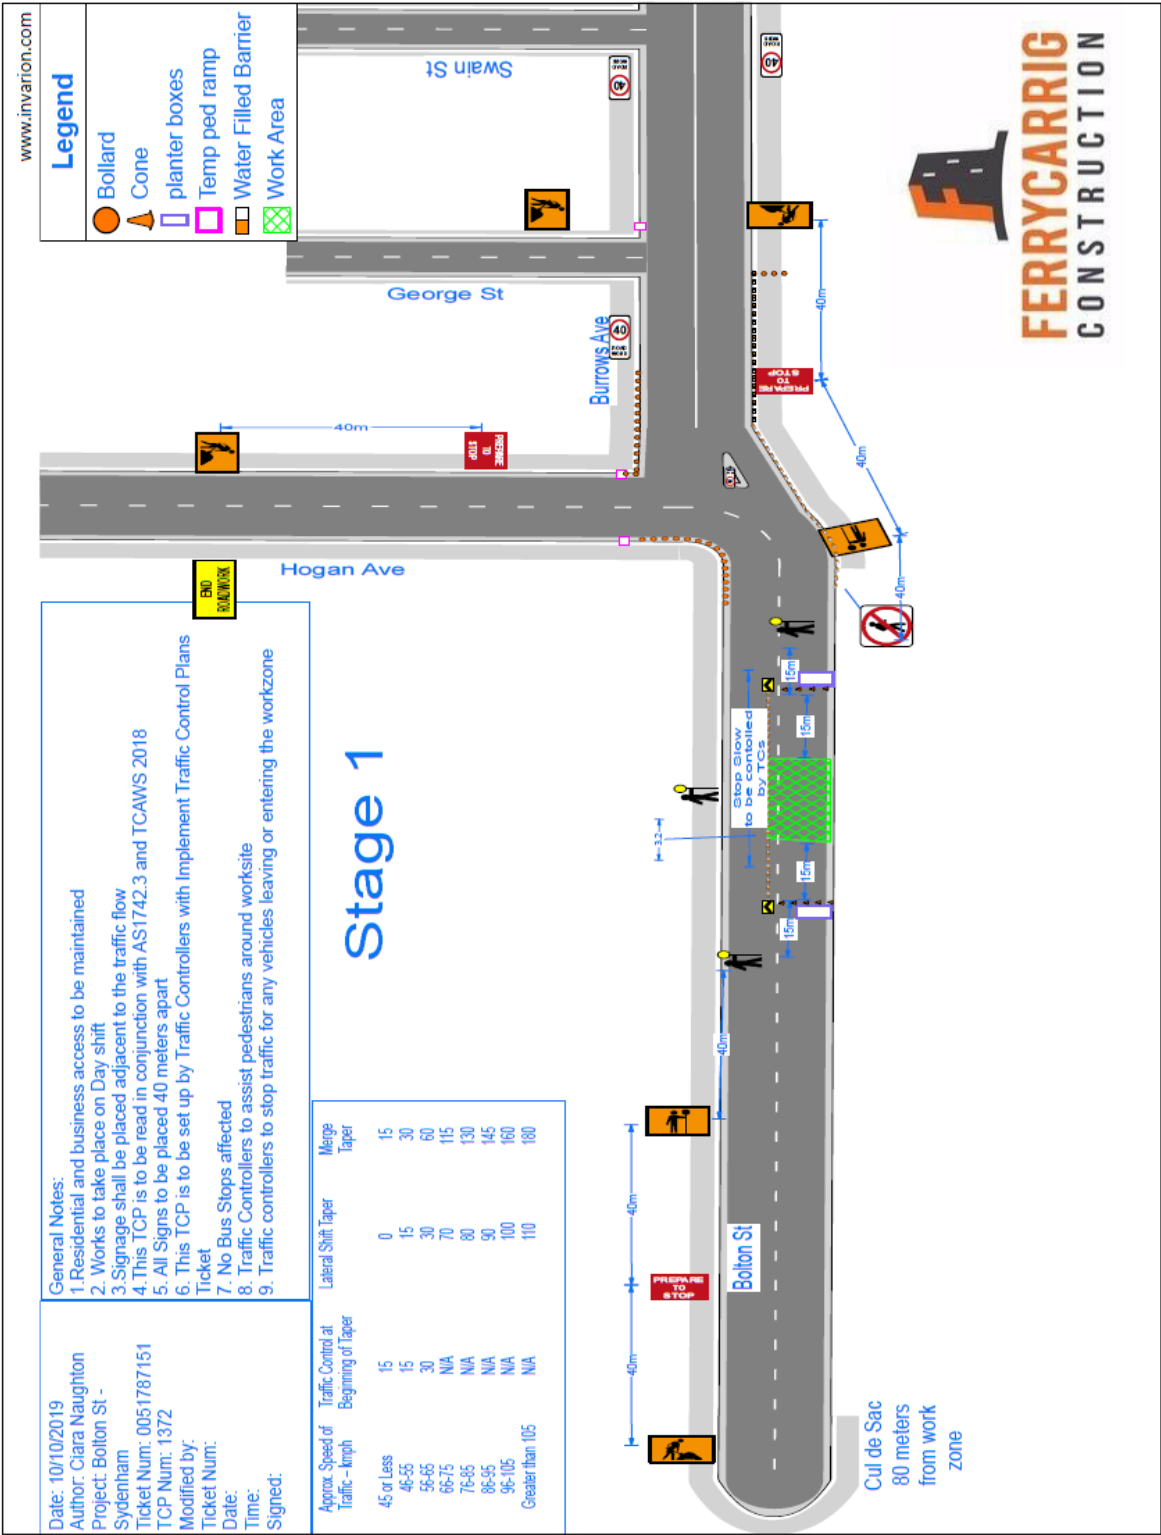 www.invarion.com
Legend
Bollard
Cone
planter boxes
Temp ped ramp
Water Filled Barrier
Work Area
Date: 10/10/2019
Author: Ciara Naughton
Project: Bolton St -
Sydenham
Ticket Num: 0051787151
TCP Num: 1372
Modified by:
Ticket Num:
Date:
Time:
Signed:
General Notes:
1.Residential and business access to be maintained
2. Works to take place on Day shift
3.Signage shall be placed adjacent to the traffic flow
4.This TCP is to be read in conjunction with AS1742.3 and TCAWS 2018
5. All Signs to be placed 40 meters apart
6. This TCP is to be set up by Traffic Controllers with Implement Traffic Control Plans
Ticket
7. No Bus Stops affected
8. Traffic Controllers to assist pedestrians around worksite
9. Traffic controllers to stop traffic for any vehicles leaving or entering the workzone
Approx. Speed of
Traffic – kmph
Traffic Control at
Beginning of Taper
Lateral Shift Taper
Merge
Taper
45 or Less 15 0 15
46-55 15 15 30
56-65 30 30 60
66-75 N/A 70 115
76-85 N/A 80 130
86-95 N/A 90 145
96-105 N/A 100 160
Greater than 105 N/A 110 180
Stage 1
END
ROADWORK
Hogan Ave
40m
PREPARE
TO
STOP
George St
Swain St
Burrows Ave
40
ROAD
WORK
40
40
40m
PREPARE
TO
STOP
40m
40m
15m
15m
Stop Slow
to be contolled
by TCs
3.2
15m
15m
40m
40m
PREPARE
TO
STOP
40m
Bolton St
Cul de Sac
80 meters
from work
zone
FERRYCARRIG
CONSTRUCTION